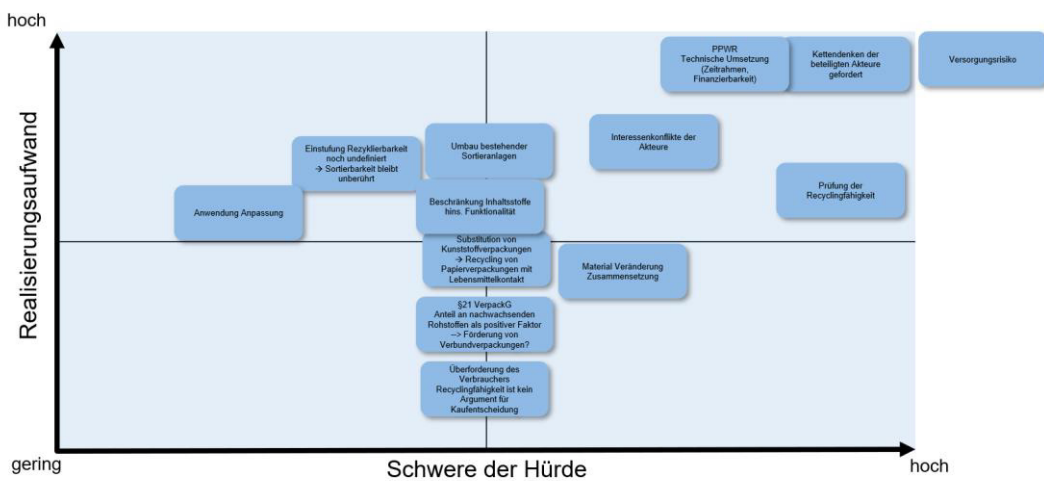 hoch
PPWR
Technische Umsetzung
(Zeitrahmen,
Finanzierbarkeit)
Kettendenken der
beteiligten Akteure
gefordert
Versorgungsrisiko
Einstufung Rezyklierbarkeit
noch undefiniert
→ Sortierbarkeit bleibt
unberührt
Umbau bestehender
Sortieranlagen
Interessenkonflikte der
Akteure
Prüfung der
Recyclingfähigkeit
Anwendung Anpassung
Beschränkung Inhaltsstoffe
hins. Funktionalität
Substitution von
Kunststoffverpackungen
→ Recycling von
Papierverpackungen mit
Lebensmittelkontakt
Material Veränderung
Zusammensetzung
§21 VerpackG
Anteil an nachwachsenden
Rohstoffen als positiver Faktor
--> Förderung von
Verbundverpackungen?
Überforderung des
Verbrauchers
Recyclingfähigkeit ist kein
Argument für
Kaufentscheidung
Realisierungsaufwand
gering
Schwere der Hürde
hoch